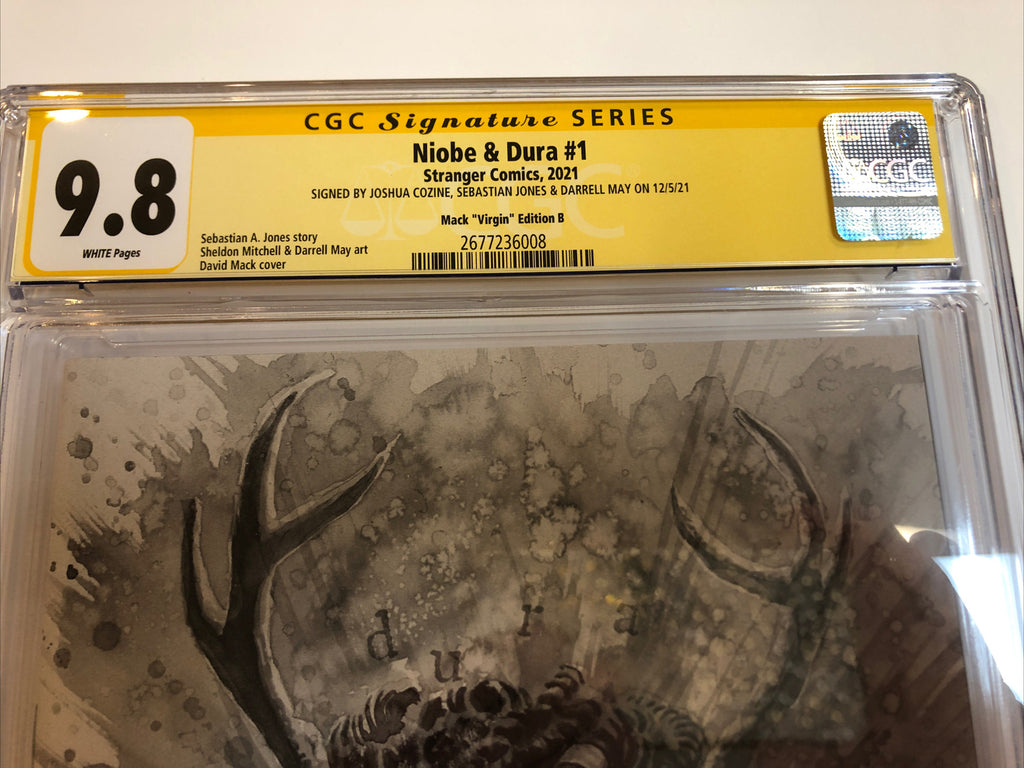 CGC Signature SERIES
9.8
WHITE Pages
Niobe & Dura #1
Stranger Comics, 2021
SIGNED BY JOSHUA COZINE, SEBASTIAN JONES & DARRELL MAY ON 12/5/21
Mack "Virgin" Edition B
2677236008
Sebastian A. Jones story
Sheldon Mitchell & Darrell May art
David Mack cover
CGC
CGC
dura